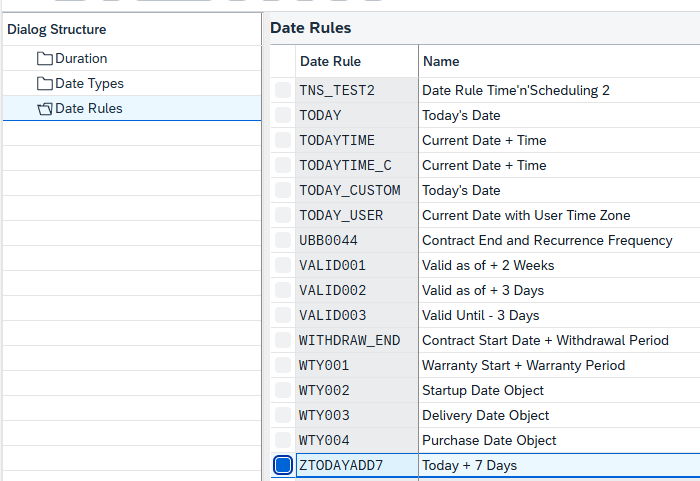 Dialog Structure
Duration
Date Types
Date Rules
Date Rules
Date Rule Name
TNS_TEST2 Date Rule Time'n'Scheduling 2
TODAY Today's Date
TODAYTIME Current Date + Time
TODAYTIME_C Current Date + Time
TODAY_CUSTOM Today's Date
TODAY_USER Current Date with User Time Zone
UBB0044 Contract End and Recurrence Frequency
VALID001 Valid as of + 2 Weeks
VALID002 Valid as of + 3 Days
VALID003 Valid Until - 3 Days
WITHDRAW_END Contract Start Date + Withdrawal Period
WTY001 Warranty Start + Warranty Period
WTY002 Startup Date Object
WTY003 Delivery Date Object
WTY004 Purchase Date Object
ZTODAYADD7 Today + 7 Days